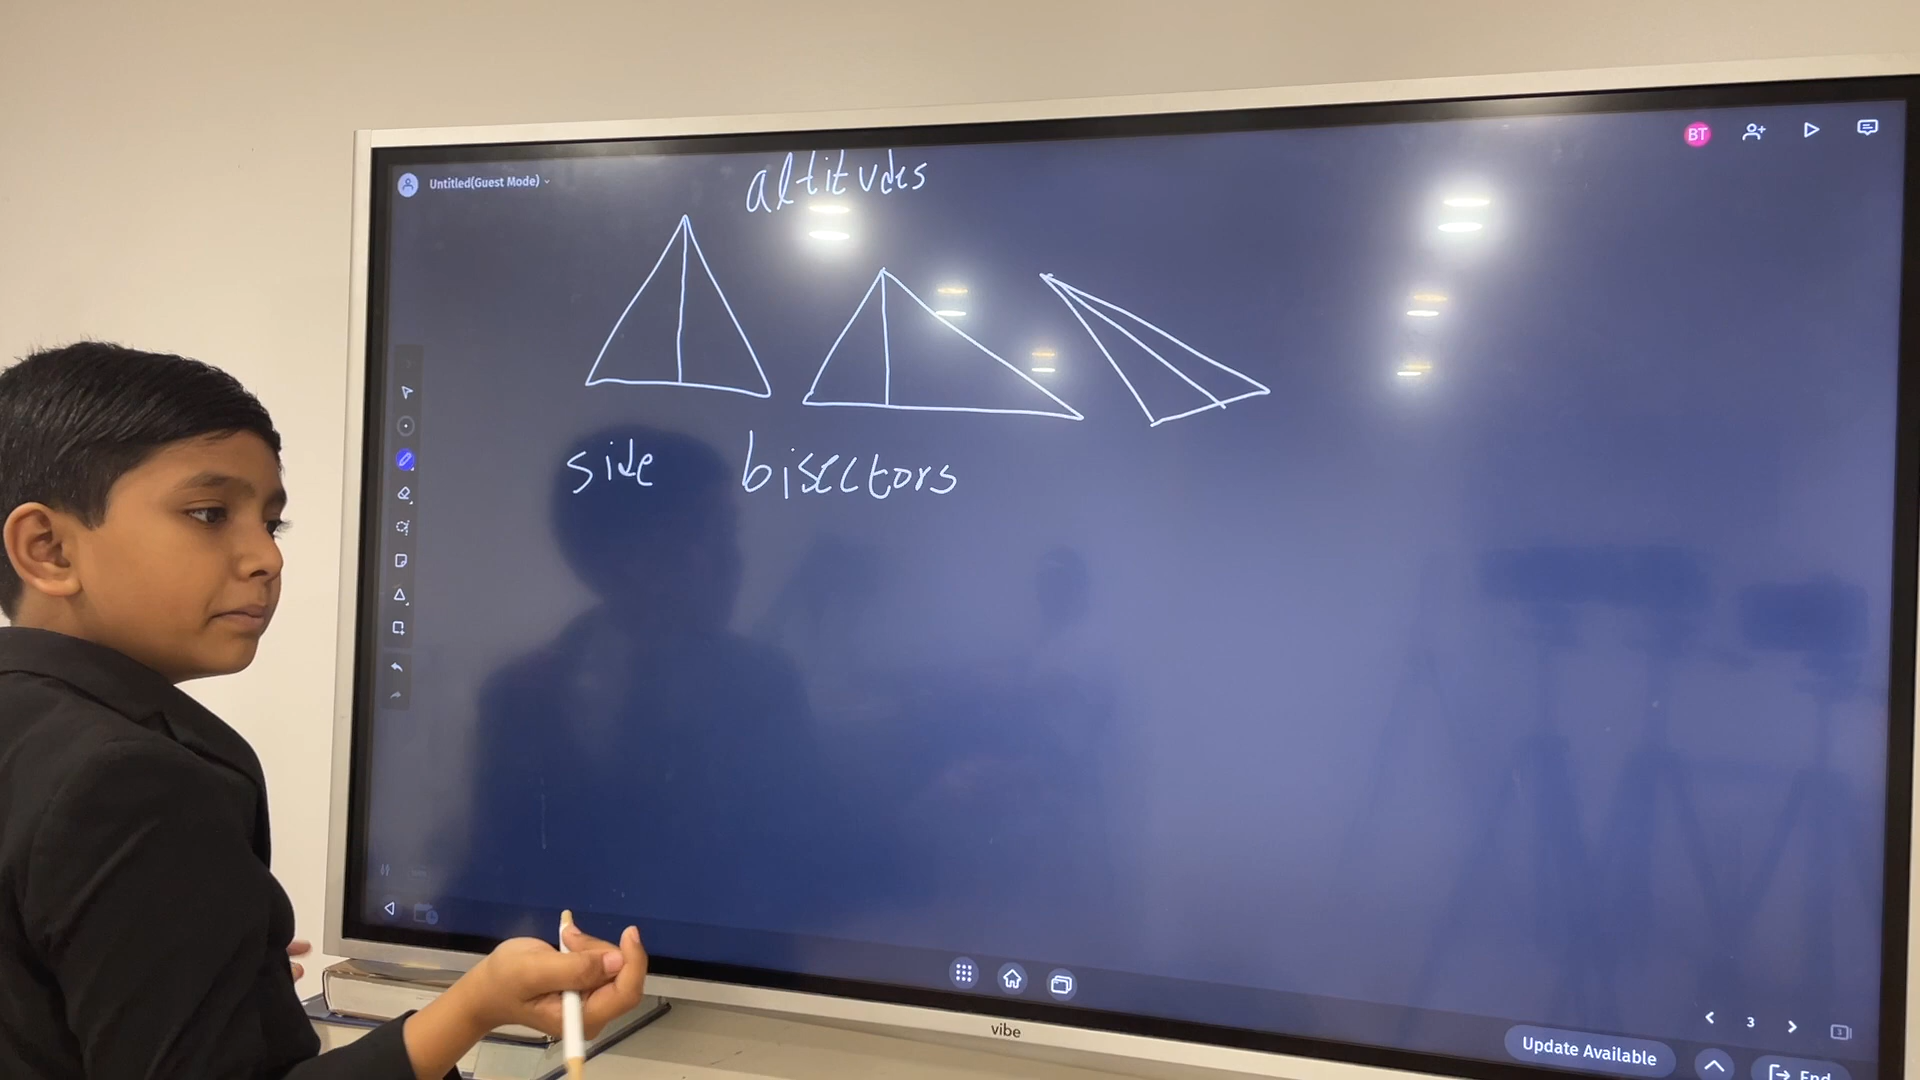 BT
Untitled(Guest Mode)
altitudes
side bisectors
3
vibe
Update Available
End